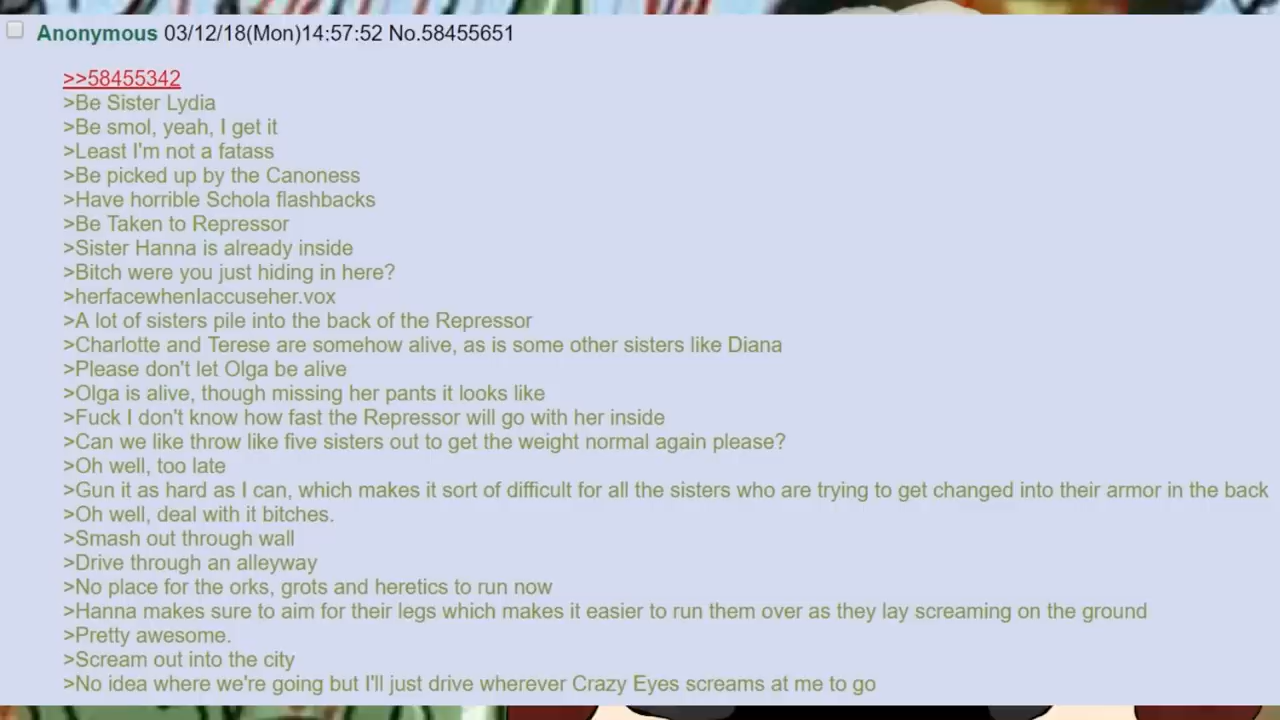 Anonymous 03/12/18(Mon)14:57:52 No.58455651
>>58455342
>Be Sister Lydia
>Be smol, yeah, I get it
>Least I'm not a fatass
>Be picked up by the Canoness
>Have horrible Schola flashbacks
>Be Taken to Repressor
>Sister Hanna is already inside
>Bitch were you just hiding in here?
>herfacewhenIaccuseher.vox
>A lot of sisters pile into the back of the Repressor
>Charlotte and Terese are somehow alive, as is some other sisters like Diana
>Please don't let Olga be alive
>Olga is alive, though missing her pants it looks like
>Fuck I don't know how fast the Repressor will go with her inside
>Can we like throw like five sisters out to get the weight normal again please?
>Oh well, too late
>Gun it as hard as I can, which makes it sort of difficult for all the sisters who are trying to get changed into their armor in the back
>Oh well, deal with it bitches.
>Smash out through wall
>Drive through an alleyway
>No place for the orks, grots and heretics to run now
>Hanna makes sure to aim for their legs which makes it easier to run them over as they lay screaming on the ground
>Pretty awesome.
>Scream out into the city
>No idea where we're going but I'll just drive wherever Crazy Eyes screams at me to go